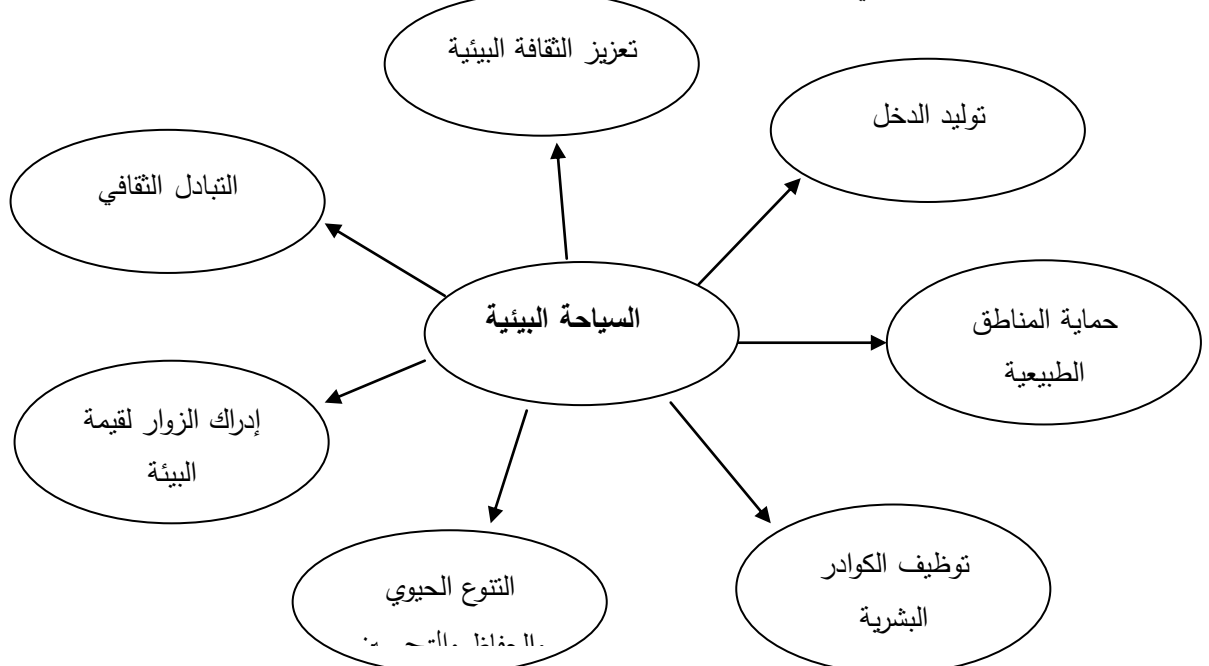 تعزيز الثقافة البيئية
توليد الدخل
التبادل الثقافي
السياحة البيئية
حماية المناطق
الطبيعية
إدراك الزوار لقيمة
البيئة
توظيف الكوادر
البشرية
التنوع الحيوي